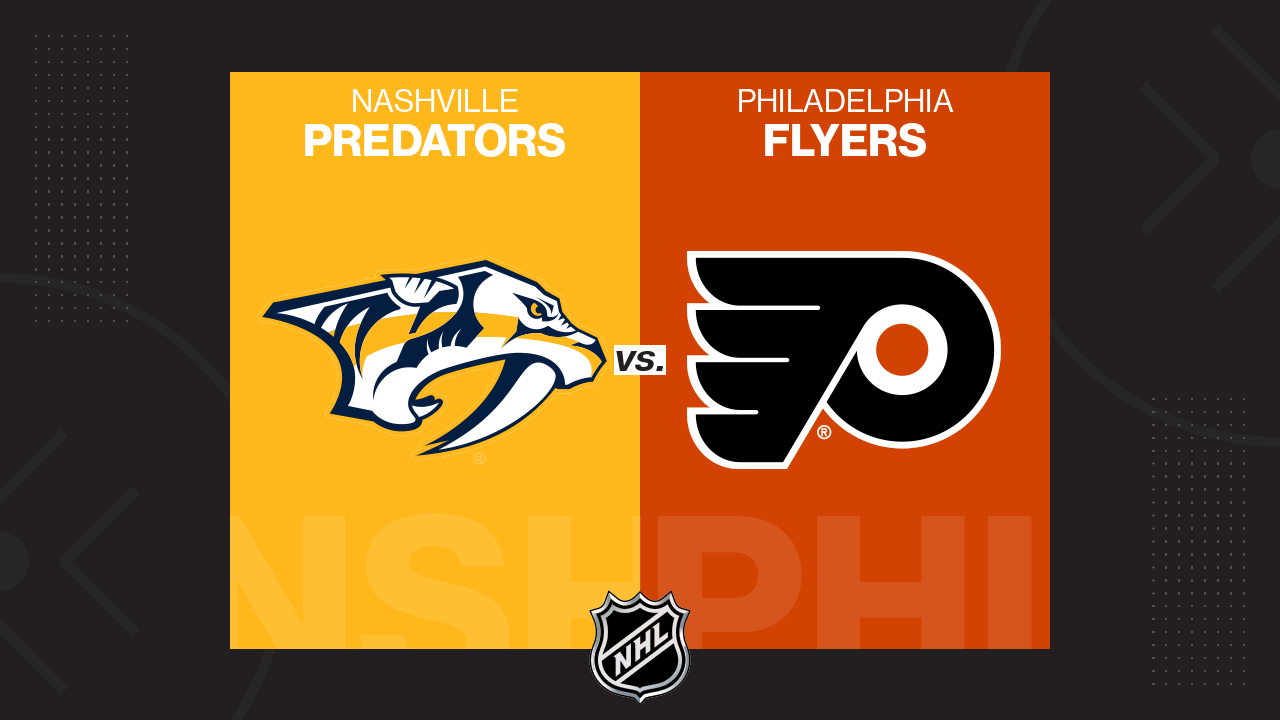 NASHVILLE
PREDATORS
PHILADELPHIA
FLYERS
vs.
®
®
NSH
PHI
NHL